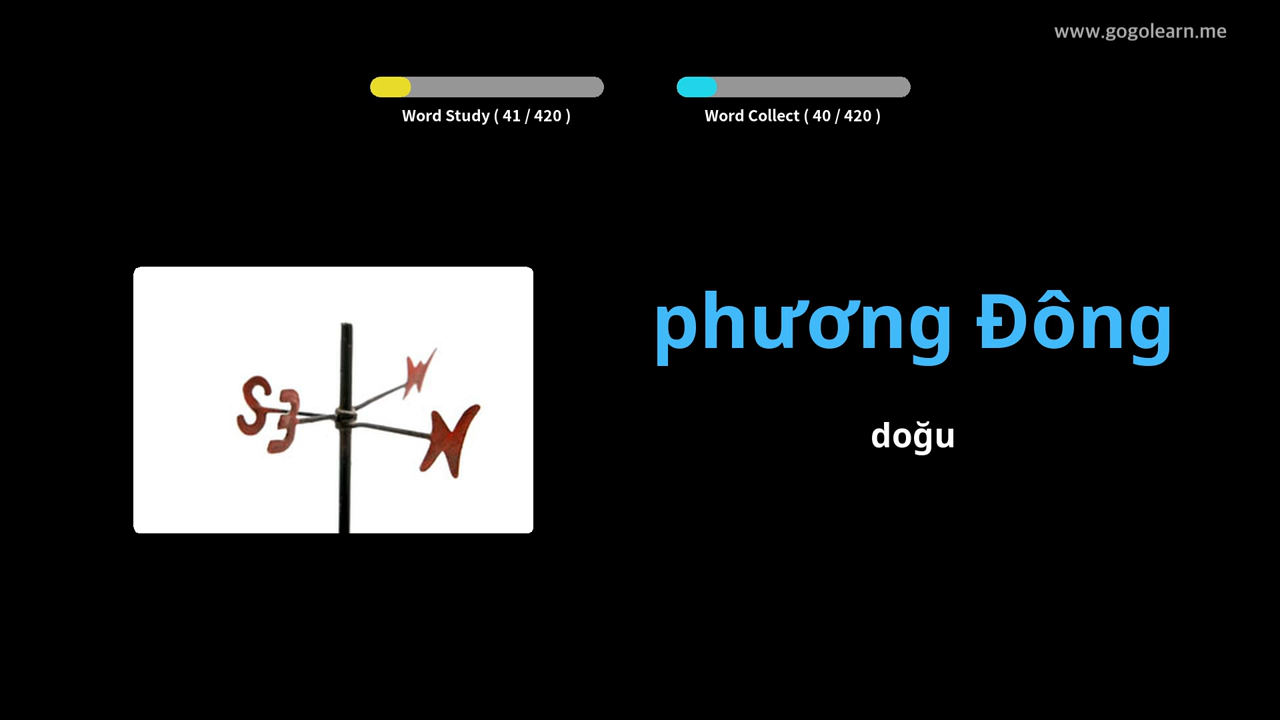 www.gogolearn.me
Word Study ( 41 / 420 )
Word Collect ( 40 / 420 )
phương Đông
doğu
S E N